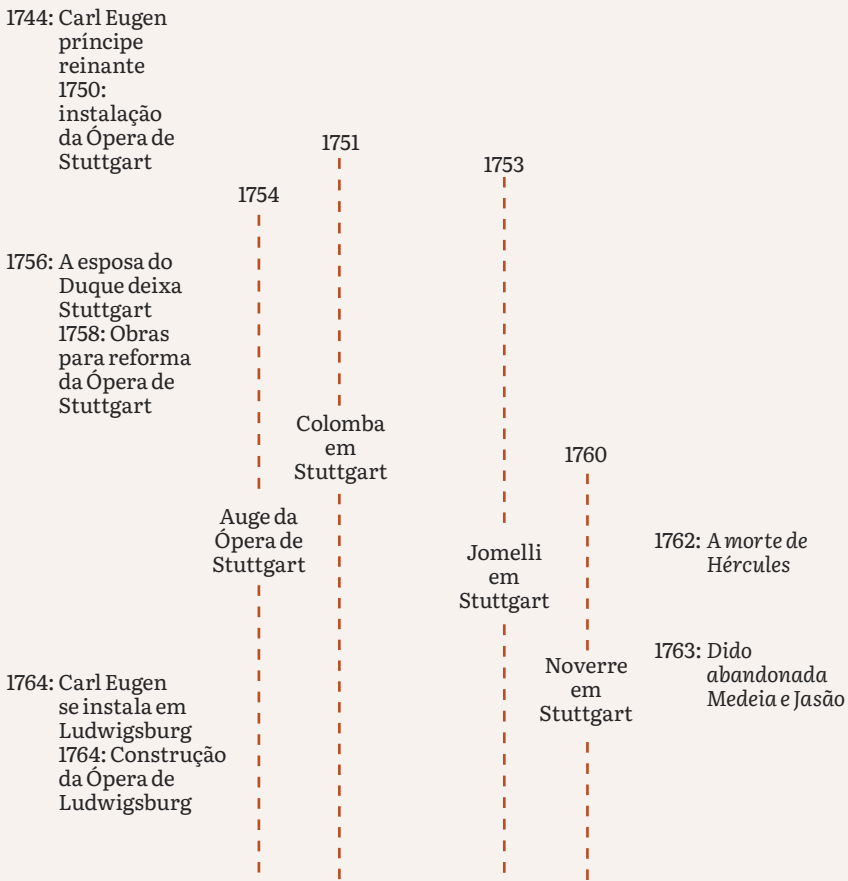 1744: Carl Eugen
príncipe
reinante
1750:
instalação
da Ópera de
Stuttgart
1751
1753
1754
1756: A esposa do
Duque deixa
Stuttgart
1758: Obras
para reforma
da Ópera de
Stuttgart
Colomba
em
Stuttgart
1760
Auge da
Ópera de
Stuttgart
Jomelli
em
Stuttgart
1762: A morte de
Hércules
Noverre
em
Stuttgart
1763: Dido
abandonada
Medeia e Jasão
1764: Carl Eugen
se instala em
Ludwigsburg
1764: Construção
da Ópera de
Ludwigsburg